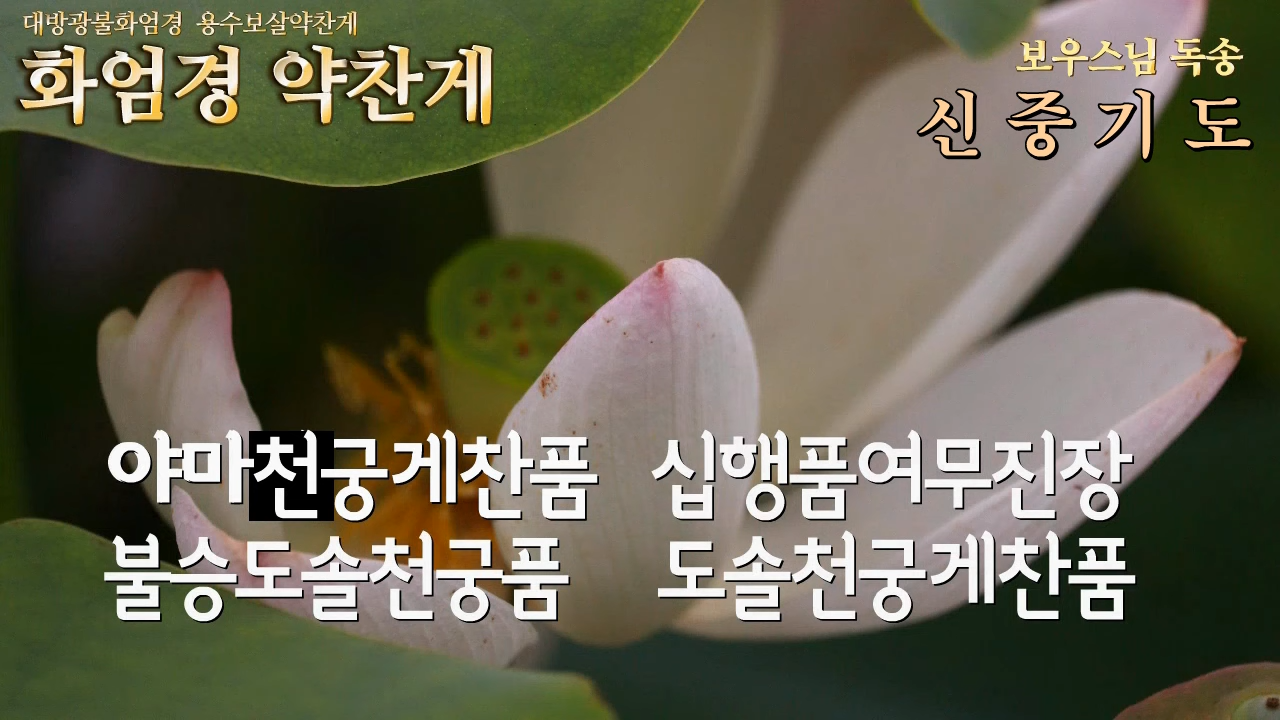 대방광불화엄경 용수보살약찬게
화엄경 약찬게
보우스님 독송
신중기도
야마천궁게찬품 십행품여무진장
불승도솔천궁품 도솔천궁게찬품